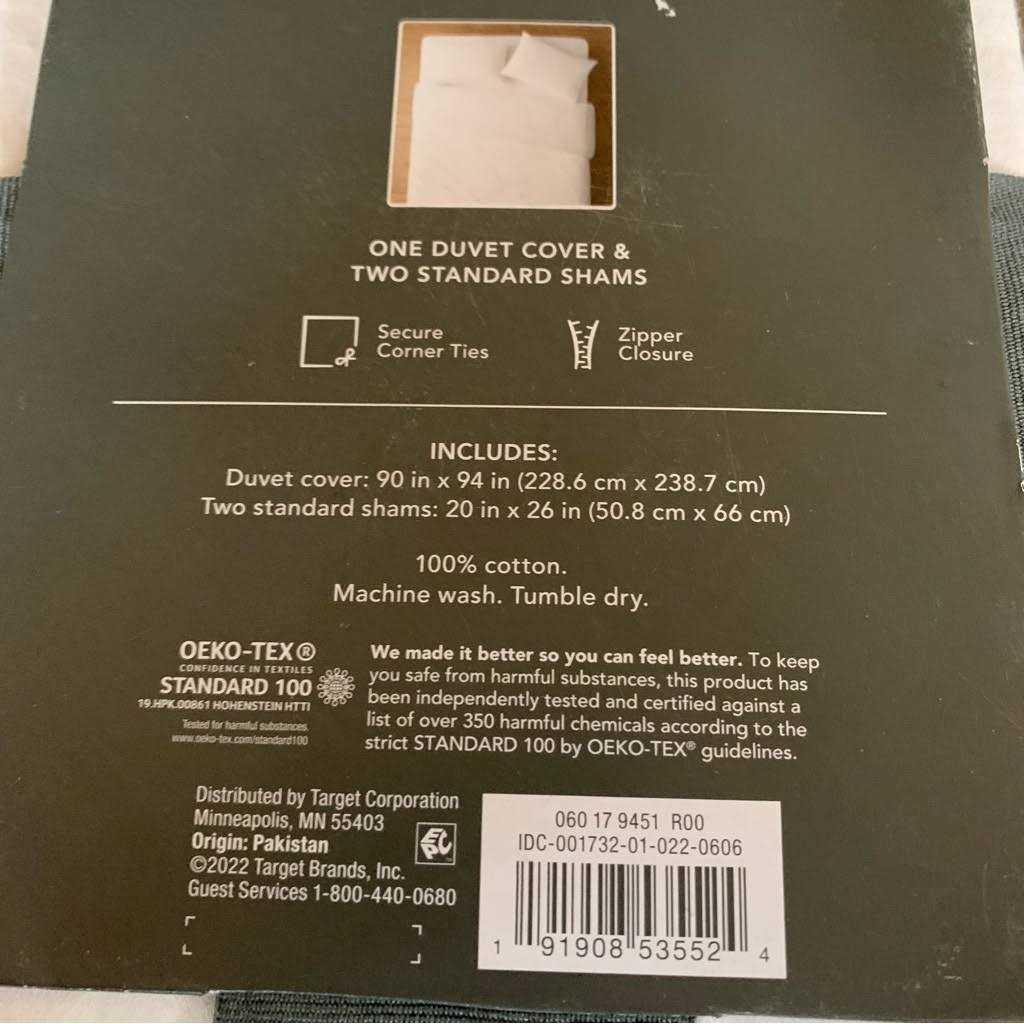 ONE DUVET COVER &
TWO STANDARD SHAMS
Secure
Corner Ties
Zipper
Closure
INCLUDES:
Duvet cover: 90 in x 94 in (228.6 cm x 238.7 cm)
Two standard shams: 20 in x 26 in (50.8 cm x 66 cm)
100% cotton.
Machine wash. Tumble dry.
OEKO-TEX®
CONFIDENCE IN TEXTILES
STANDARD 100
19.HPK.00861 HOHENSTEIN HTTI
Tested for harmful substances.
www.oeko-tex.com/standard100
We made it better so you can feel better. To keep
you safe from harmful substances, this product has
been independently tested and certified against a
list of over 350 harmful chemicals according to the
strict STANDARD 100 by OEKO-TEX® guidelines.
Distributed by Target Corporation
Minneapolis, MN 55403
Origin: Pakistan
©2022 Target Brands, Inc.
Guest Services 1-800-440-0680
EPC
060 17 9451 R00
IDC-001732-01-022-0606
1 91908 53552 4